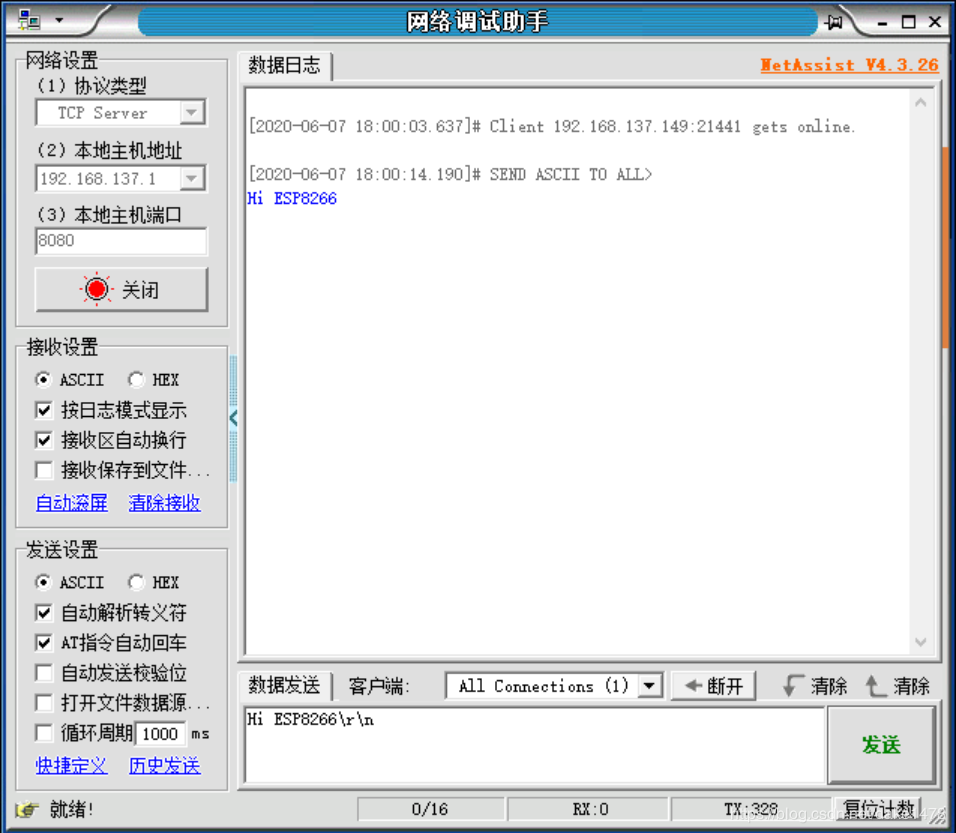 网络调试助手
网络设置
(1) 协议类型
TCP Server
(2) 本地主机地址
192.168.137.1
(3) 本地主机端口
8080
关闭
接收设置
ASCII HEX
按日志模式显示
接收区自动换行
接收保存到文件...
自动滚屏 清除接收
发送设置
ASCII HEX
自动解析转义符
AT指令自动回车
自动发送校验位
打开文件数据源...
循环周期 1000 ms
快捷定义 历史发送
数据日志
NetAssist V4.3.26
[2020-06-07 18:00:03.637]# Client 192.168.137.149:21441 gets online.
[2020-06-07 18:00:14.190]# SEND ASCII TO ALL>
Hi ESP8266
数据发送 客户端: All Connections (1) 断开 清除 清除
Hi ESP8266\r\n
发送
就绪! 0/16 RX:0 TX:328 复位计数